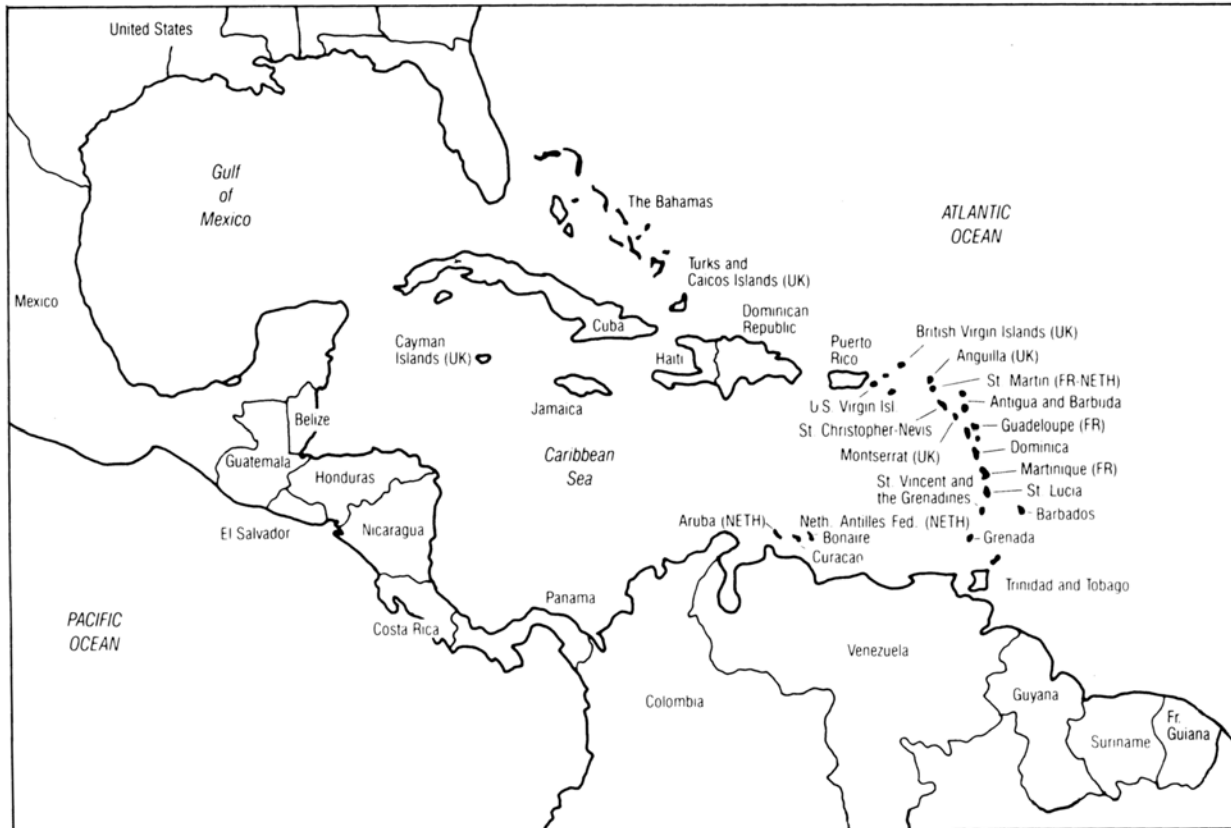 United States
Gulf
of
Mexico
The Bahamas
ATLANTIC
OCEAN
Turks and
Caicos Islands (UK)
Mexico
Cuba
Dominican
Republic
Cayman
Islands (UK)
Haiti
Puerto
Rico
British Virgin Islands (UK)
Anguilla (UK)
St. Martin (FR-NETH)
Jamaica
U.S. Virgin Isl.
Antigua and Barbuda
Belize
St. Christopher-Nevis
Guadeloupe (FR)
Caribbean
Sea
Montserrat (UK)
Dominica
Guatemala
Honduras
Martinique (FR)
St. Vincent and
the Grenadines
St. Lucia
Barbados
El Salvador
Nicaragua
Aruba (NETH)
Neth. Antilles Fed. (NETH)
Bonaire
Curacao
Grenada
Trinidad and Tobago
Panama
PACIFIC
OCEAN
Costa Rica
Venezuela
Colombia
Guyana
Suriname
Fr.
Guiana